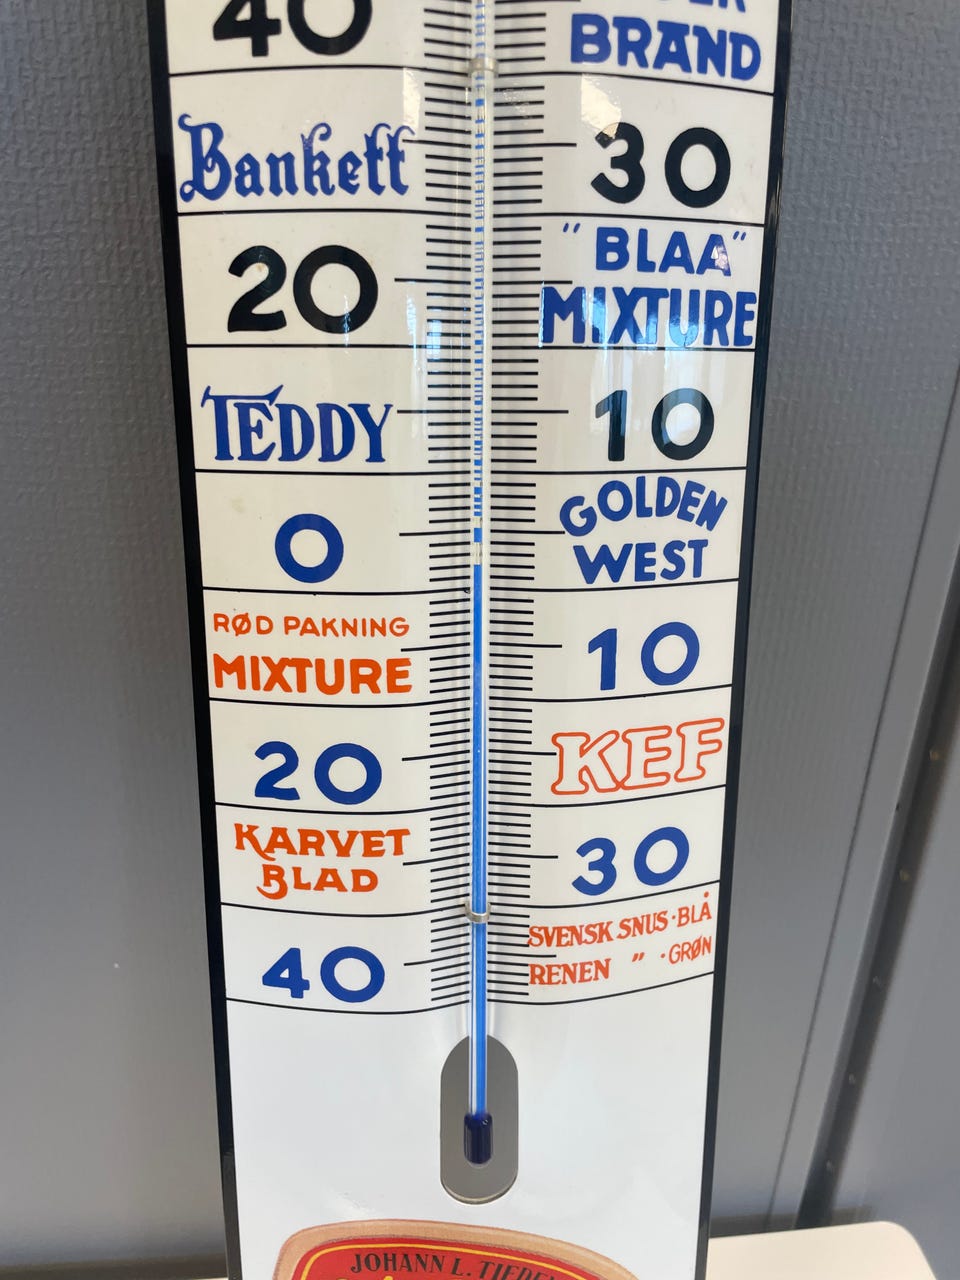 40
BRAND
Bankett
30
20
"BLAA"
MIXTURE
TEDDY
10
0
GOLDEN
WEST
RØD PAKNING
MIXTURE
10
20
KEF
KARVET
BLAD
30
40
SVENSK SNUS·BLÅ
RENEN " ·GRØN
JOHANN L.